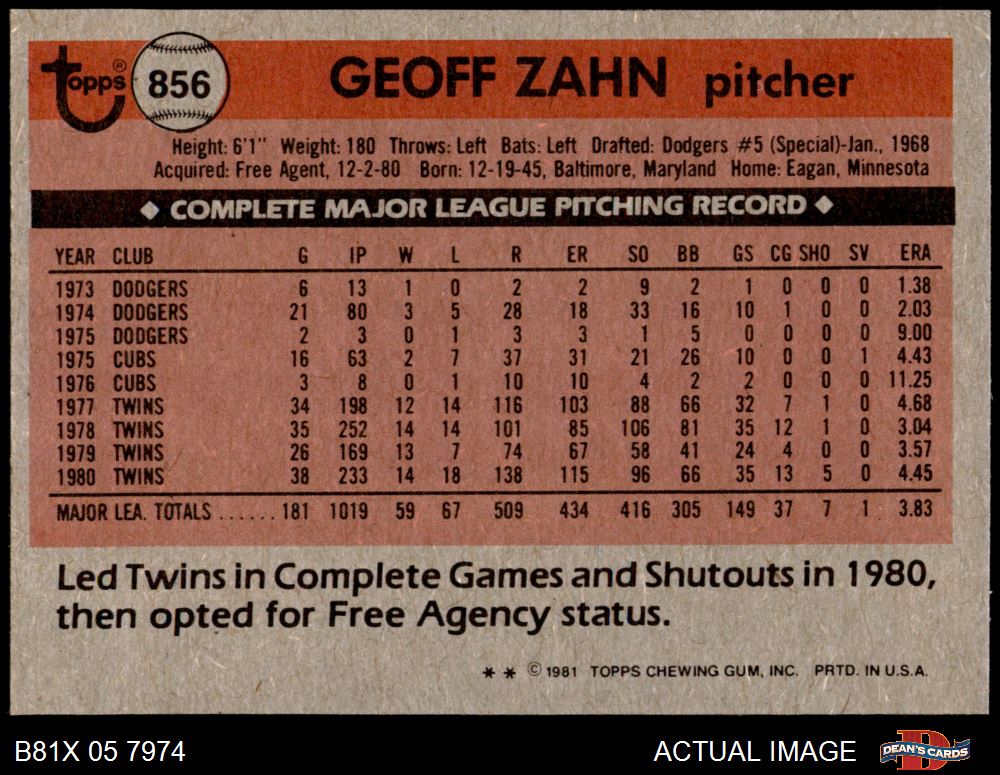 topps® 856 GEOFF ZAHN pitcher
Height: 6'1" Weight: 180 Throws: Left Bats: Left Drafted: Dodgers #5 (Special)-Jan., 1968
Acquired: Free Agent, 12-2-80 Born: 12-19-45, Baltimore, Maryland Home: Eagan, Minnesota
◆ COMPLETE MAJOR LEAGUE PITCHING RECORD ◆
YEAR CLUB G IP W L R ER SO BB GS CG SHO SV ERA
1973 DODGERS 6 13 1 0 2 2 9 2 1 0 0 0 1.38
1974 DODGERS 21 80 3 5 28 18 33 16 10 1 0 0 2.03
1975 DODGERS 2 3 0 1 3 3 1 5 0 0 0 0 9.00
1975 CUBS 16 63 2 7 37 31 21 26 10 0 0 1 4.43
1976 CUBS 3 8 0 1 10 10 4 2 2 0 0 0 11.25
1977 TWINS 34 198 12 14 116 103 88 66 32 7 1 0 4.68
1978 TWINS 35 252 14 14 101 85 106 81 35 12 1 0 3.04
1979 TWINS 26 169 13 7 74 67 58 41 24 4 0 0 3.57
1980 TWINS 38 233 14 18 138 115 96 66 35 13 5 0 4.45
MAJOR LEA. TOTALS ...... 181 1019 59 67 509 434 416 305 149 37 7 1 3.83
Led Twins in Complete Games and Shutouts in 1980,
then opted for Free Agency status.
* * © 1981 TOPPS CHEWING GUM, INC. PRTD. IN U.S.A.
B81X 05 7974 ACTUAL IMAGE DEAN'S CARDS